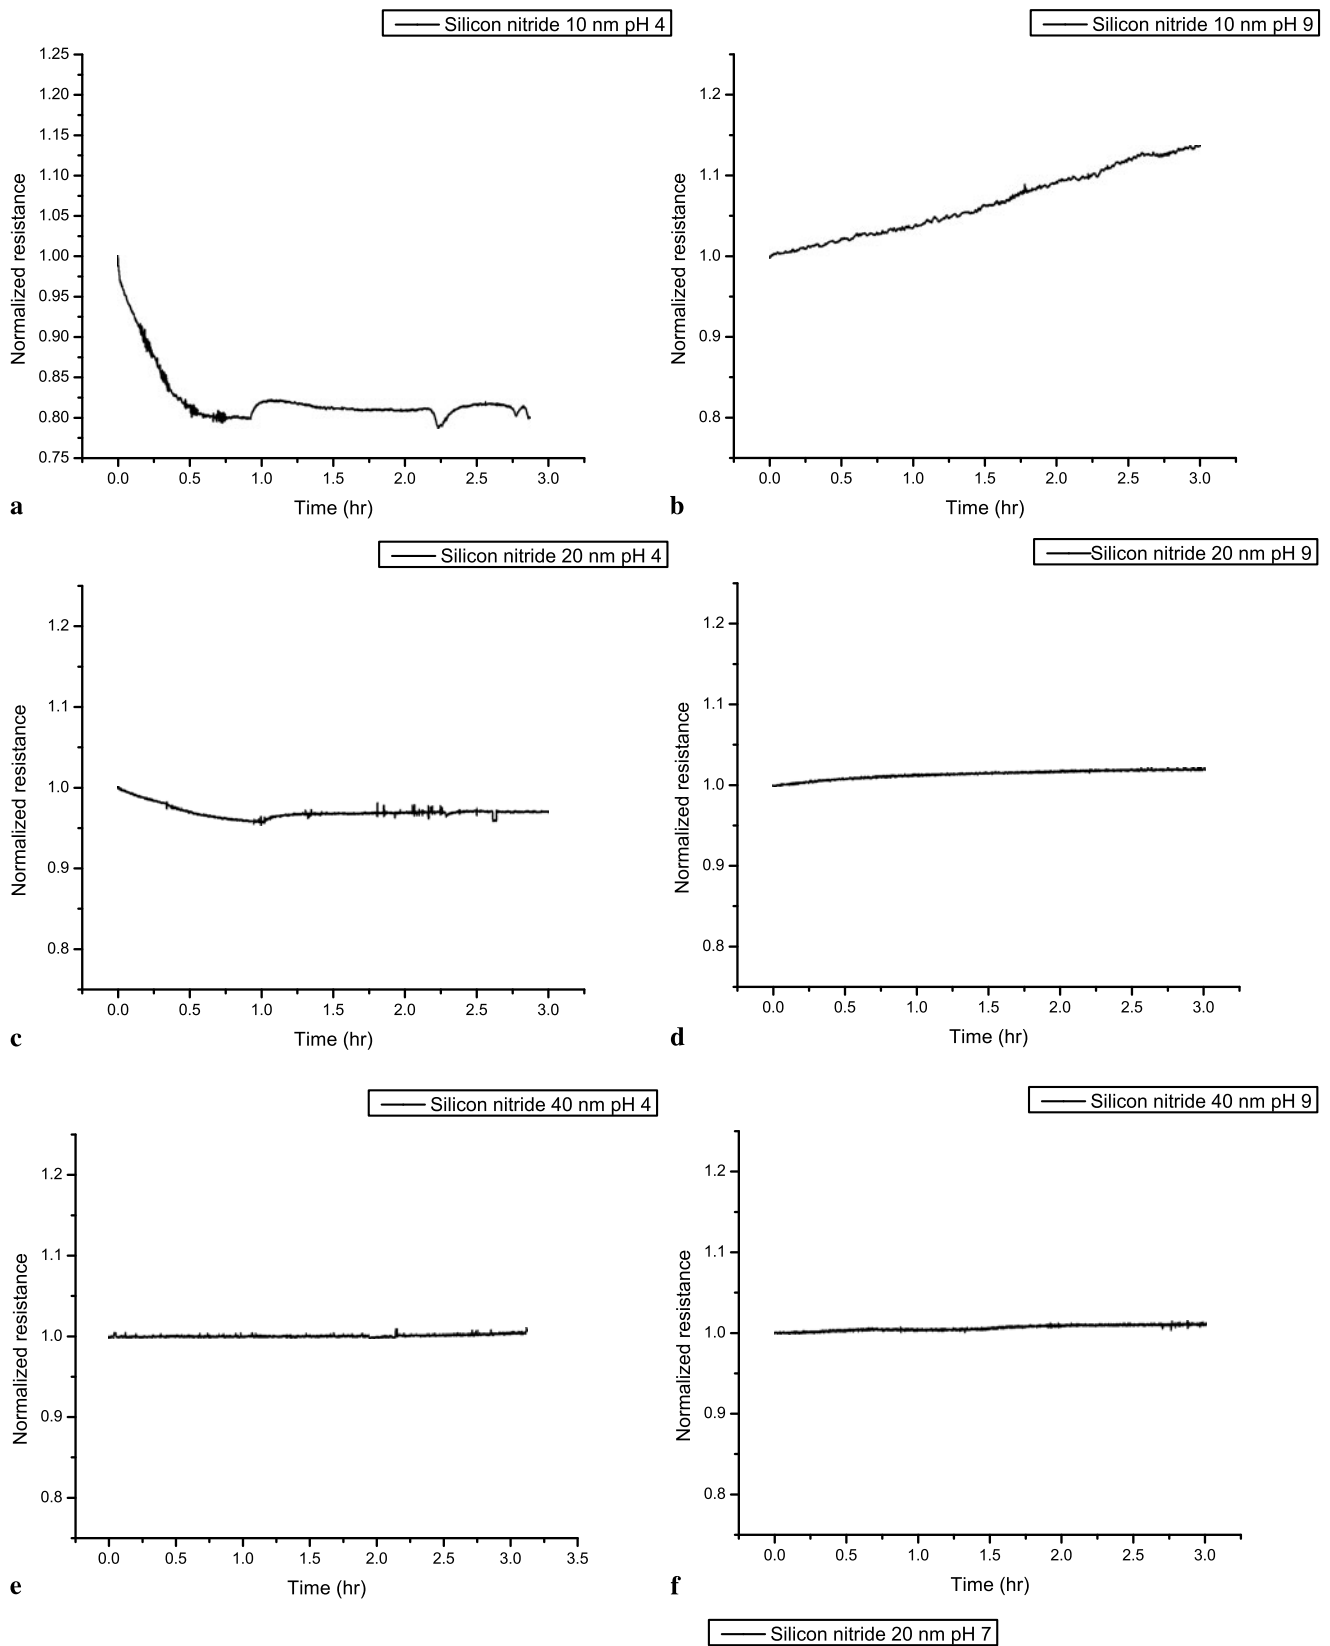 Silicon nitride 10 nm pH 4
1.25
1.20
1.15
1.10
1.05
1.00
0.95
0.90
0.85
0.80
0.75
Normalized resistance
0.0 0.5 1.0 1.5 2.0 2.5 3.0
Time (hr)
a
Silicon nitride 10 nm pH 9
1.2
1.1
1.0
0.9
0.8
Normalized resistance
0.0 0.5 1.0 1.5 2.0 2.5 3.0
Time (hr)
b
Silicon nitride 20 nm pH 4
1.2
1.1
1.0
0.9
0.8
Normalized resistance
0.0 0.5 1.0 1.5 2.0 2.5 3.0
Time (hr)
c
Silicon nitride 20 nm pH 9
1.2
1.1
1.0
0.9
0.8
Normalized resistance
0.0 0.5 1.0 1.5 2.0 2.5 3.0
Time (hr)
d
Silicon nitride 40 nm pH 4
1.2
1.1
1.0
0.9
0.8
Normalized resistance
0.0 0.5 1.0 1.5 2.0 2.5 3.0 3.5
Time (hr)
e
Silicon nitride 40 nm pH 9
1.2
1.1
1.0
0.9
0.8
Normalized resistance
0.0 0.5 1.0 1.5 2.0 2.5 3.0
Time (hr)
f
Silicon nitride 20 nm pH 7